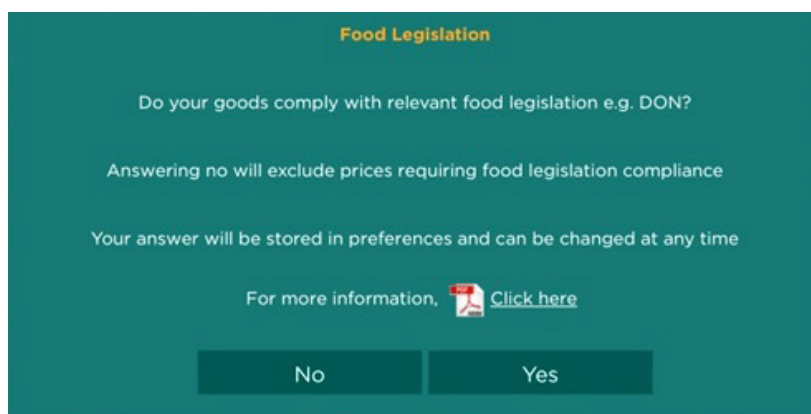 Food Legislation
Do your goods comply with relevant food legislation e.g. DON?
Answering no will exclude prices requiring food legislation compliance
Your answer will be stored in preferences and can be changed at any time
For more information, PDF Click here
No Yes